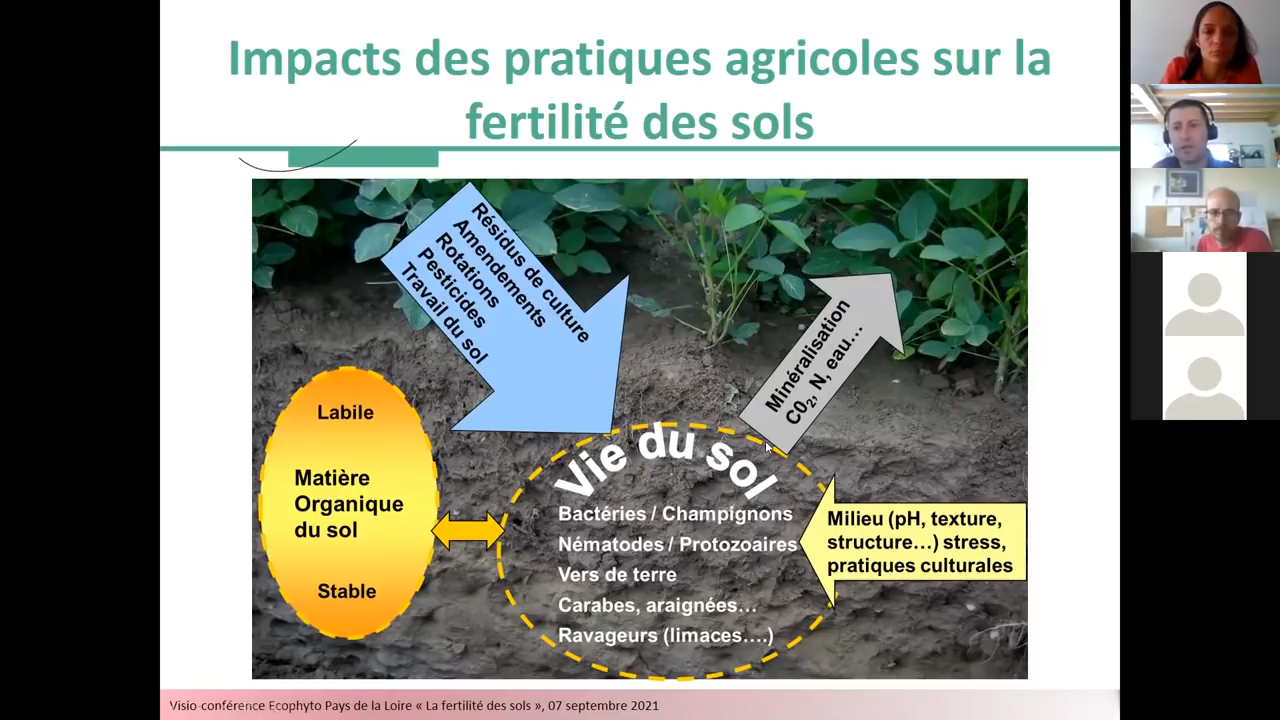 Impacts des pratiques agricoles sur la
fertilité des sols
Résidus de culture
Amendements
Rotations
Pesticides
Travail du sol
Minéralisation
C0₂, N, eau…
Labile
Matière
Organique
du sol
Stable
Vie du sol
Bactéries / Champignons
Nématodes / Protozoaires
Vers de terre
Carabes, araignées…
Ravageurs (limaces….)
Milieu (pH, texture,
structure…) stress,
pratiques culturales
Visio-conférence Ecophyto Pays de la Loire « La fertilité des sols », 07 septembre 2021